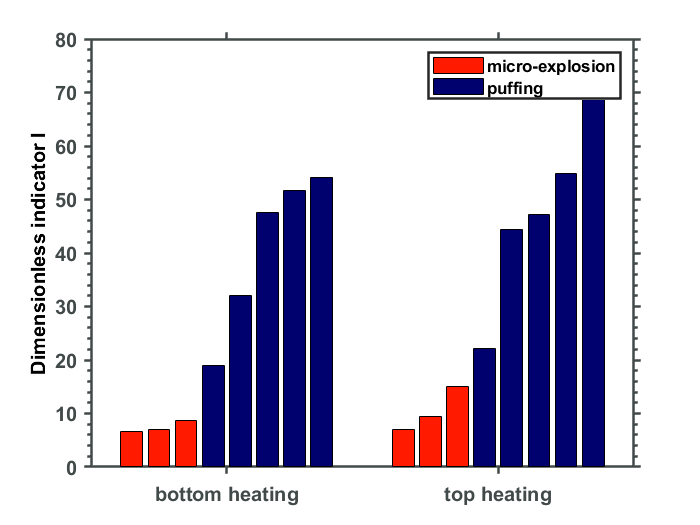 80
70
60
50
40
30
20
10
0
Dimensionless indicator I
micro-explosion
puffing
bottom heating
top heating